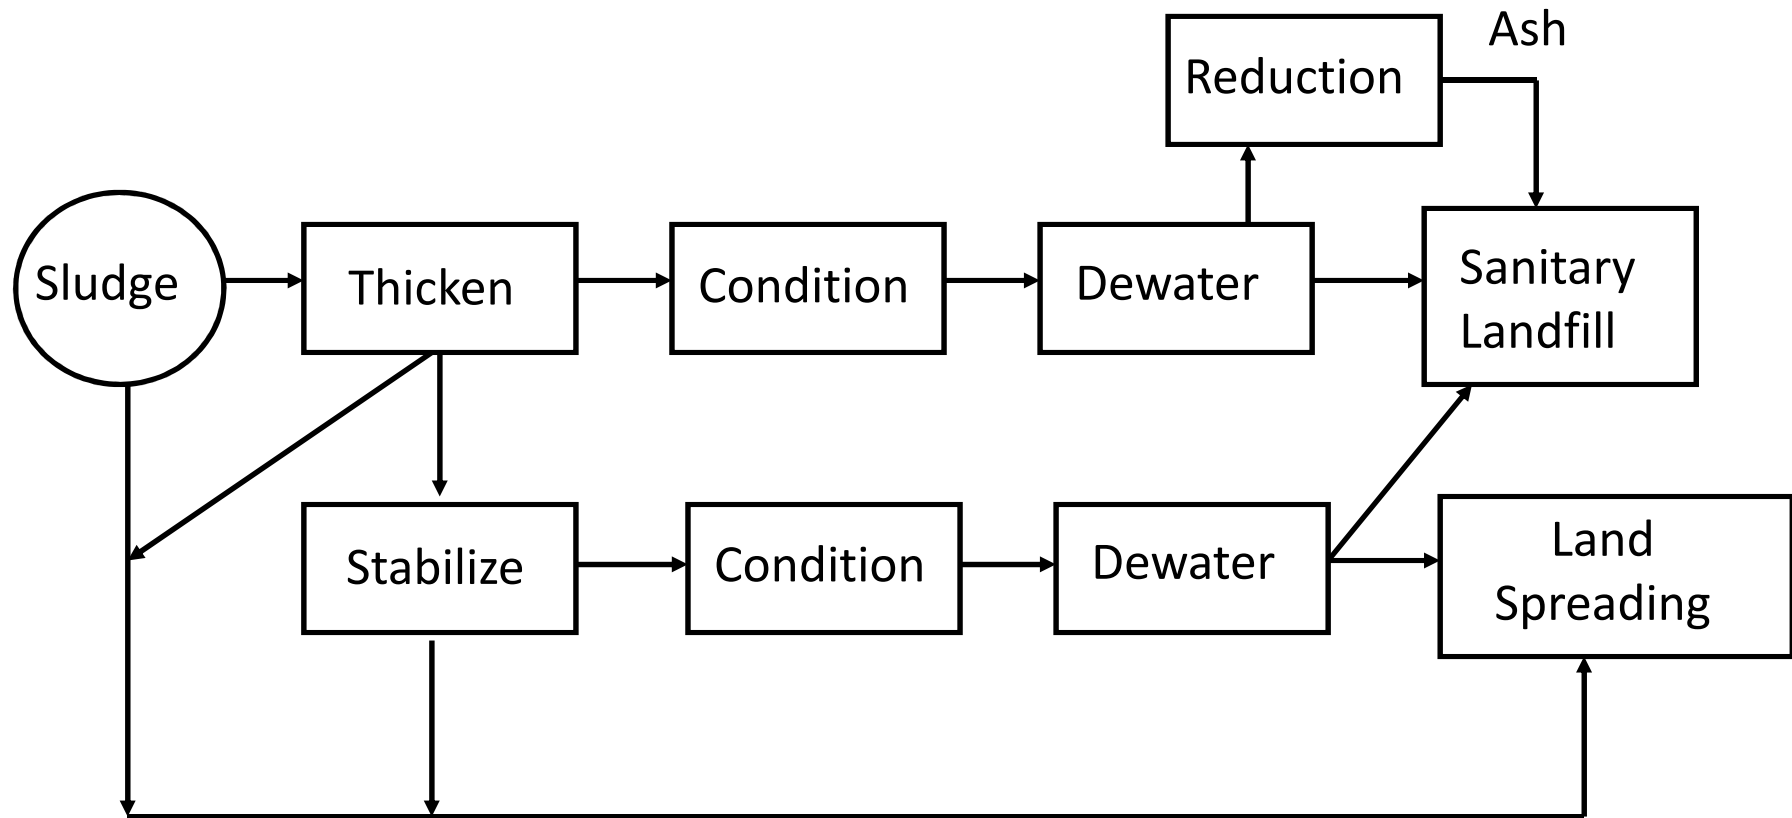 Ash
Reduction
Sludge
Thicken
Condition
Dewater
Sanitary
Landfill
Stabilize
Condition
Dewater
Land
Spreading